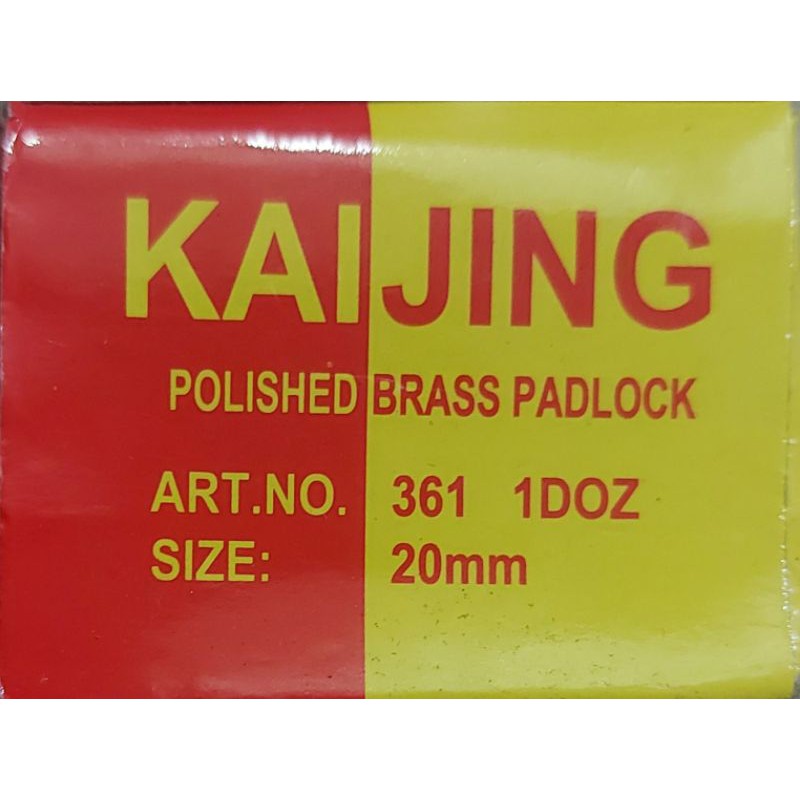 KAIJING
POLISHED BRASS PADLOCK
ART.NO. 361 1DOZ
SIZE: 20mm